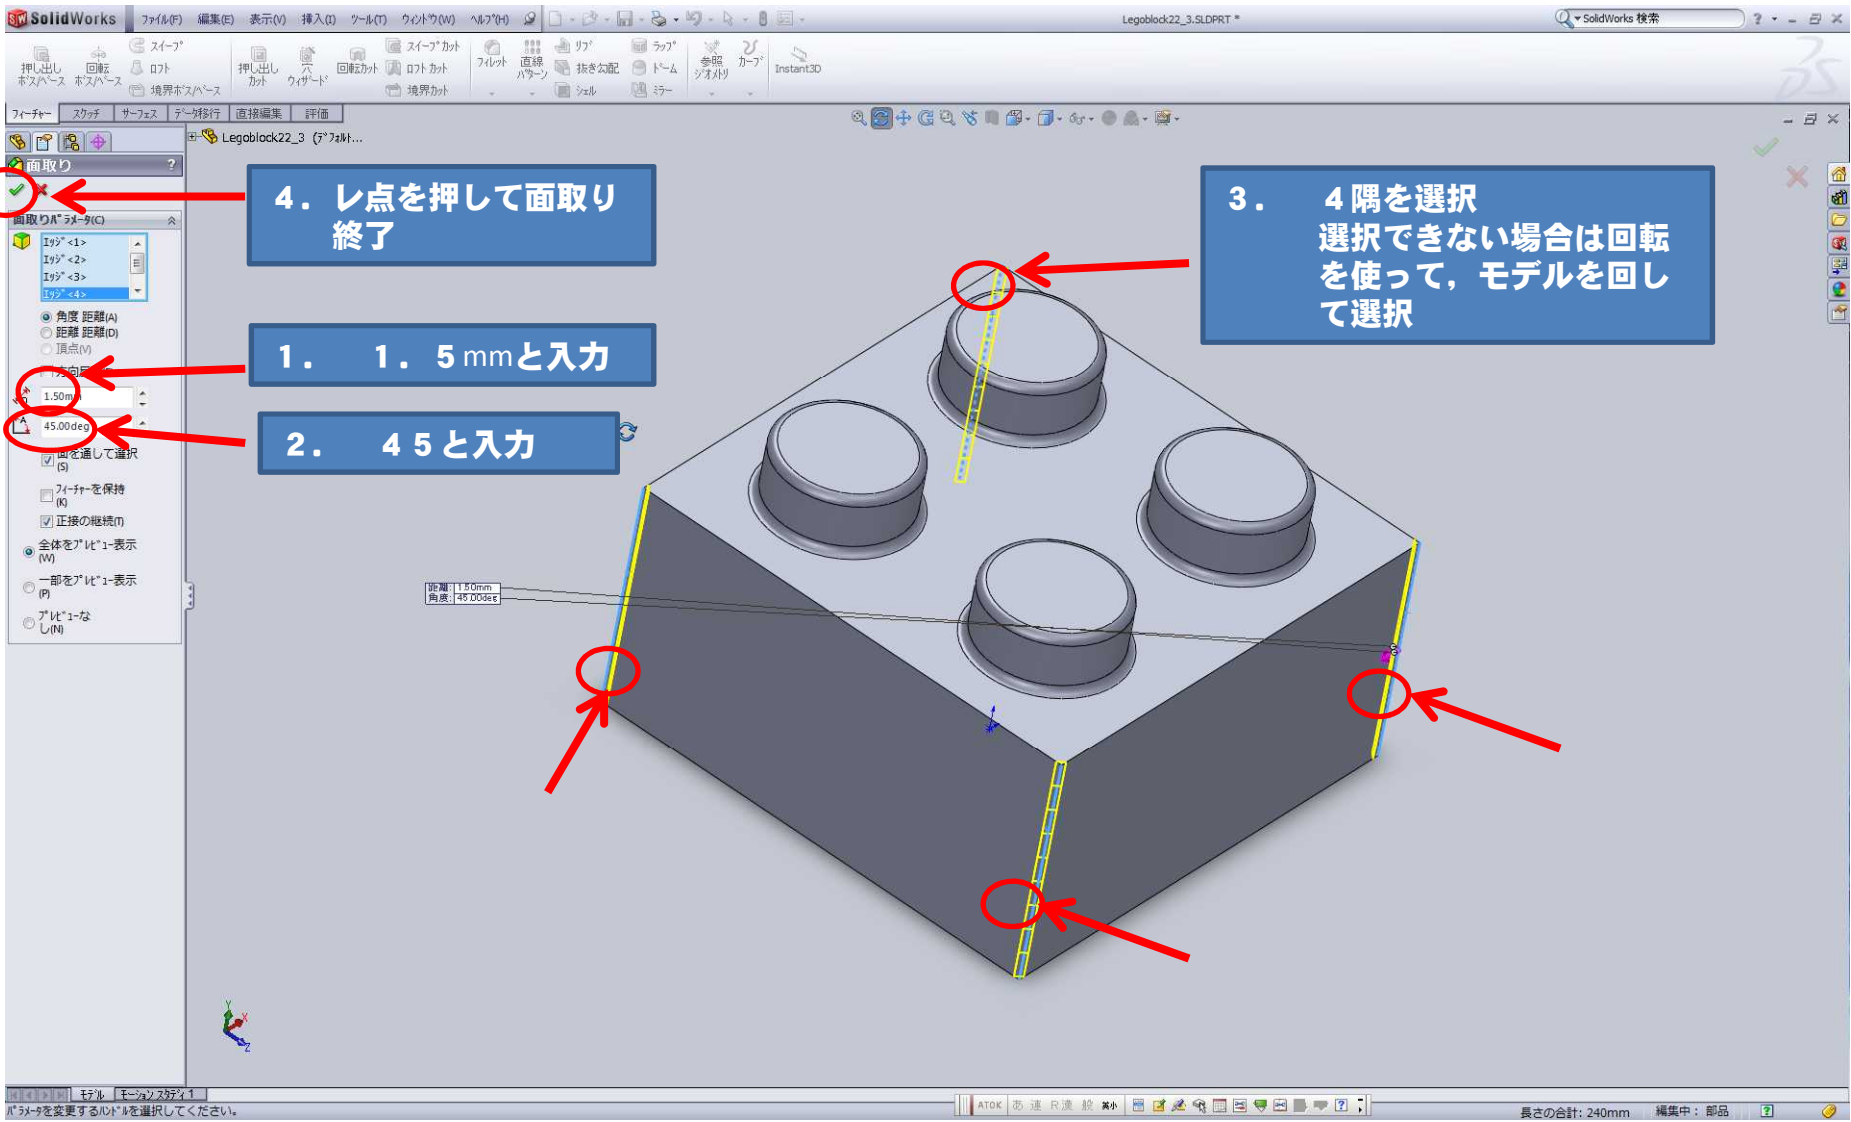 SolidWorks ファイル(F) 編集(E) 表示(V) 挿入(I) ツール(T) ウィンドウ(W) ヘルプ(H) Legoblock22_3.SLDPRT * SolidWorks 検索 ?
押し出し ボス/ベース
回転 ボス/ベース
スイープ
ロフト
境界ボス/ベース
押し出し カット
穴 ウィザード
回転カット
スイープ カット
ロフト カット
境界カット
フィレット
直線 パターン
リブ
抜き勾配
シェル
ラップ
ドーム
ミラー
参照 ジオメトリ
カーブ
Instant3D
フィーチャー スケッチ サーフェス データ移行 直接編集 評価
Legoblock22_3 (デフォルト...
面取り ?
面取りパラメータ(C)
エッジ<1>
エッジ<2>
エッジ<3>
エッジ<4>
角度 距離(A)
距離 距離(D)
頂点(V)
1.50mm
45.00deg
面を通して選択
(S)
フィーチャーを保持
(K)
正接の継続(T)
全体をプレビュー表示
(W)
一部をプレビュー表示
(P)
プレビューな
し(N)
4．レ点を押して面取り
終了
1．　1．5mmと入力
2．　45と入力
3．　4隅を選択
選択できない場合は回転
を使って，モデルを回し
て選択
距離: 1.50mm
角度: 45.00deg
Y
X
Z
モデル モーション スタディ 1
パラメータを変更するハンドルを選択してください。
ATOK あ 連 R漢 般 英小
長さの合計: 240mm 編集中： 部品